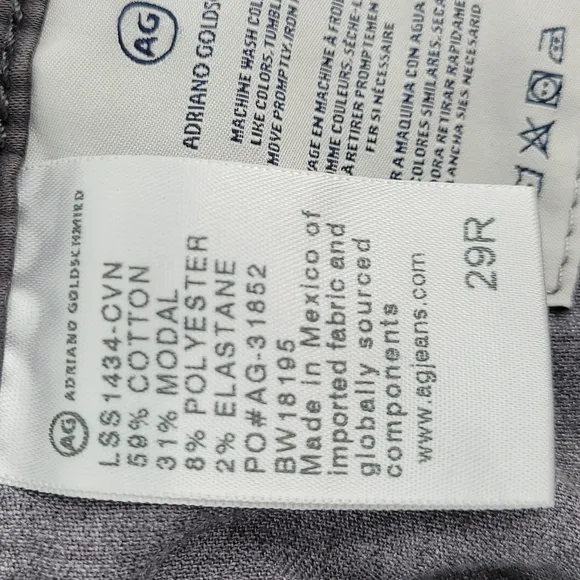 AG ADRIANO GOLDSCHMIED
LSS1434-CVN
59% COTTON
31% MODAL
8% POLYESTER
2% ELASTANE
PO#AG-31852
BW18195
Made in Mexico of
imported fabric and
globally sourced
components
www.agjeans.com
29R
AG
ADRIANO GOLDS
MACHINE WASH COL
LIKE COLORS. TUMBL
MOVE PROMPTLY. IRON
AGE EN MACHINE À FROI
MME COULEURS. SÈCHE-L
À RETIRER PROMPTEMEN
FER SI NÉCESSAIRE
R A MAQUINA CON AGUA
COLORES SIMILARES. SECA
DRA RETIRAR RAPIDAME
LANCHA SIES NECESARIO